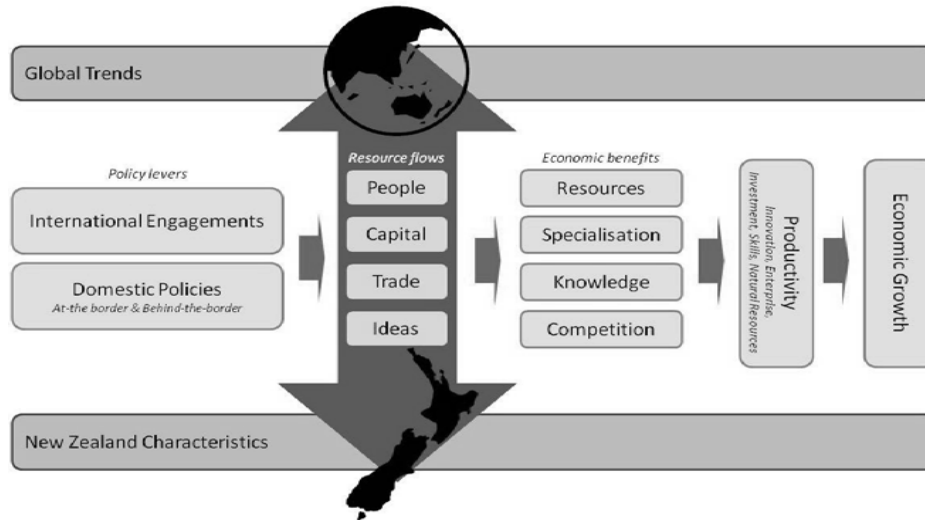 Global Trends
Policy levers
International Engagements
Domestic Policies
At-the border & Behind-the-border
Resource flows
People
Capital
Trade
Ideas
Economic benefits
Resources
Specialisation
Knowledge
Competition
Productivity
Innovation, Enterprise,
Investment, Skills, Natural Resources
Economic Growth
New Zealand Characteristics